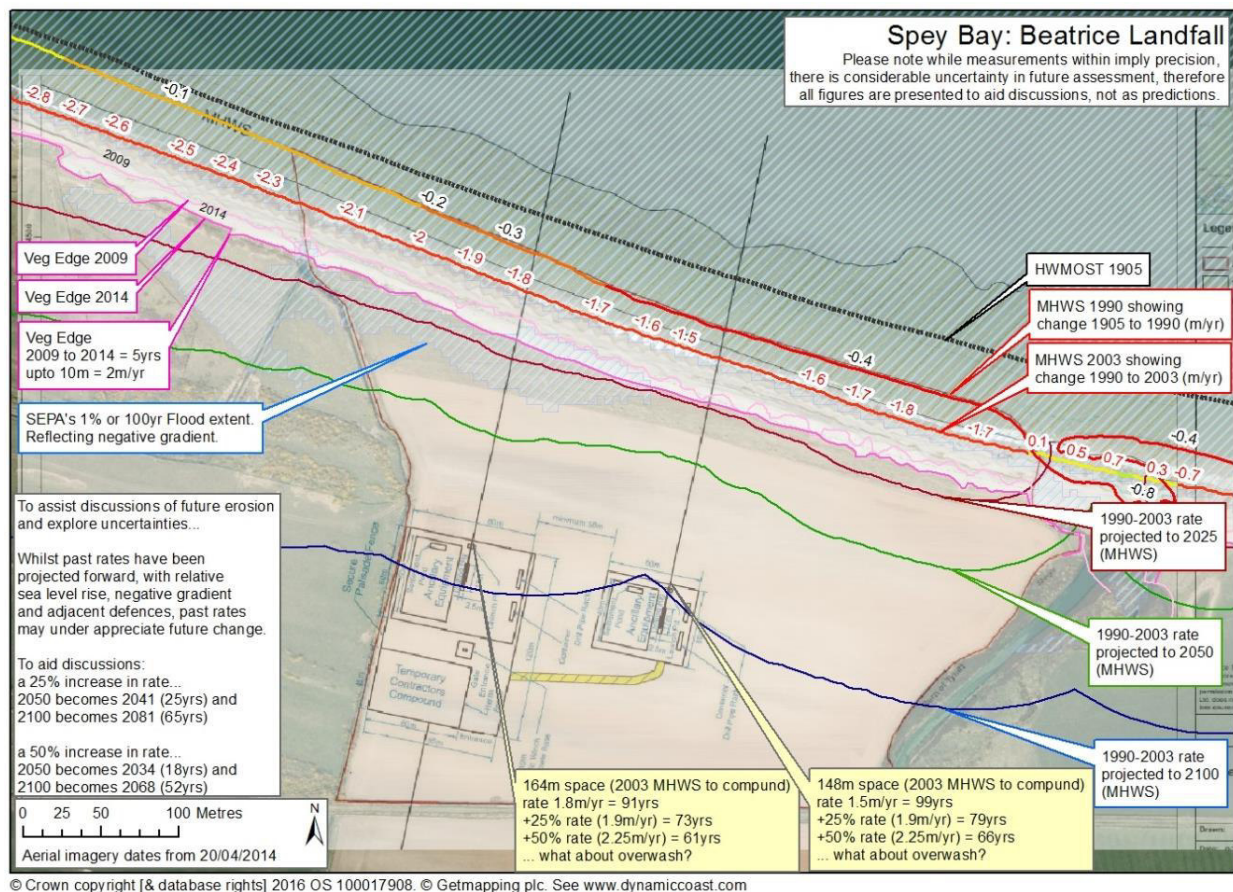 Spey Bay: Beatrice Landfall
Please note while measurements within imply precision,
there is considerable uncertainty in future assessment, therefore
all figures are presented to aid discussions, not as predictions.
-0.1
MHWS
-0.2
-0.3
-0.4
-0.4
-0.8
-2.8
-2.7
-2.6
-2.5
-2.4
-2.3
-2.1
-2
-1.9
-1.8
-1.7
-1.6
-1.5
-1.6
-1.7
-1.8
-1.7
0.1
0.5
0.7
0.3
-0.7
2009
2014
Veg Edge 2009
Veg Edge 2014
Veg Edge
2009 to 2014 = 5yrs
upto 10m = 2m/yr
SEPA's 1% or 100yr Flood extent.
Reflecting negative gradient.
HWMOST 1905
MHWS 1990 showing
change 1905 to 1990 (m/yr)
MHWS 2003 showing
change 1990 to 2003 (m/yr)
1990-2003 rate
projected to 2025
(MHWS)
1990-2003 rate
projected to 2050
(MHWS)
1990-2003 rate
projected to 2100
(MHWS)
To assist discussions of future erosion
and explore uncertainties...
Whilst past rates have been
projected forward, with relative
sea level rise, negative gradient
and adjacent defences, past rates
may under appreciate future change.
To aid discussions:
a 25% increase in rate...
2050 becomes 2041 (25yrs) and
2100 becomes 2081 (65yrs)
a 50% increase in rate...
2050 becomes 2034 (18yrs) and
2100 becomes 2068 (52yrs)
0 25 50 100 Metres
N
Aerial imagery dates from 20/04/2014
Secure
Palisade Fence
Ancillary
Equipment
Temporary
Contractors
Compound
Ancillary
Equipment
164m space (2003 MHWS to compund)
rate 1.8m/yr = 91yrs
+25% rate (1.9m/yr) = 73yrs
+50% rate (2.25m/yr) = 61yrs
... what about overwash?
148m space (2003 MHWS to compund)
rate 1.5m/yr = 99yrs
+25% rate (1.9m/yr) = 79yrs
+50% rate (2.25m/yr) = 66yrs
... what about overwash?
© Crown copyright [& database rights] 2016 OS 100017908. © Getmapping plc. See www.dynamiccoast.com